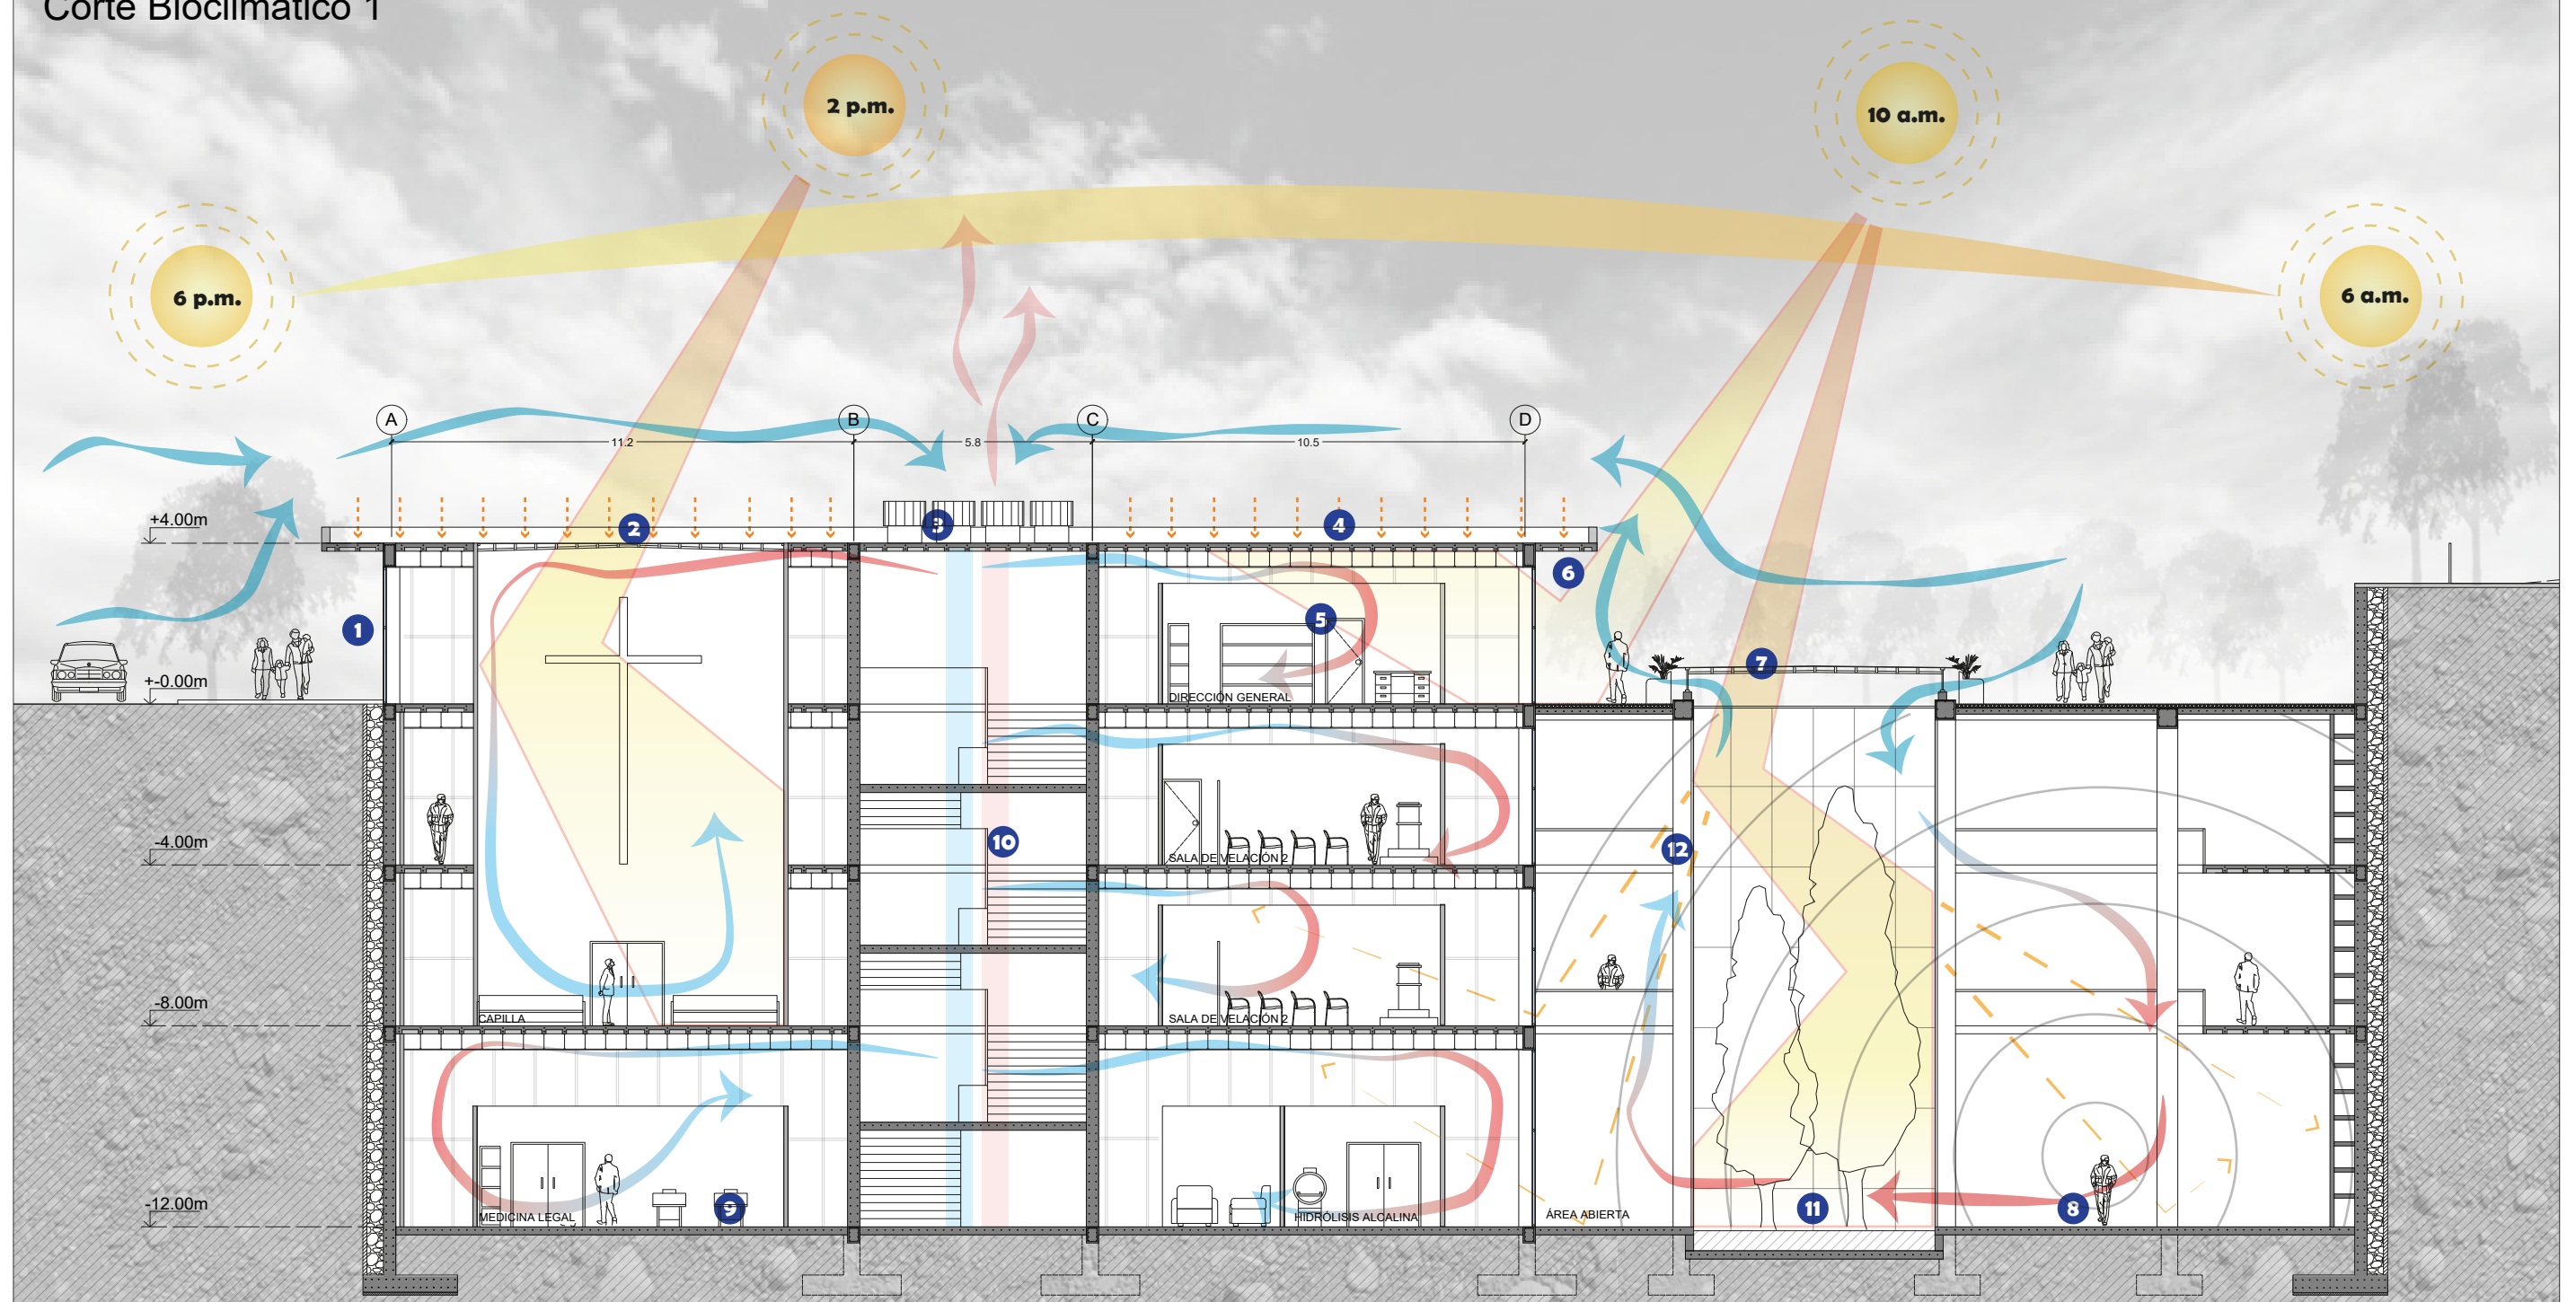 Corte Bioclimático 1
2 p.m.
10 a.m.
6 p.m.
6 a.m.
A
B
C
D
11.2
5.8
10.5
+4.00m
2
3
4
6
5
1
7
+-0.00m
DIRECCIÓN GENERAL
10
12
-4.00m
SALA DE VELACIÓN 2
-8.00m
CAPILLA
SALA DE VELACIÓN 2
-12.00m
MEDICINA LEGAL
9
HIDRÓLISIS ALCALINA
ÁREA ABIERTA
11
8